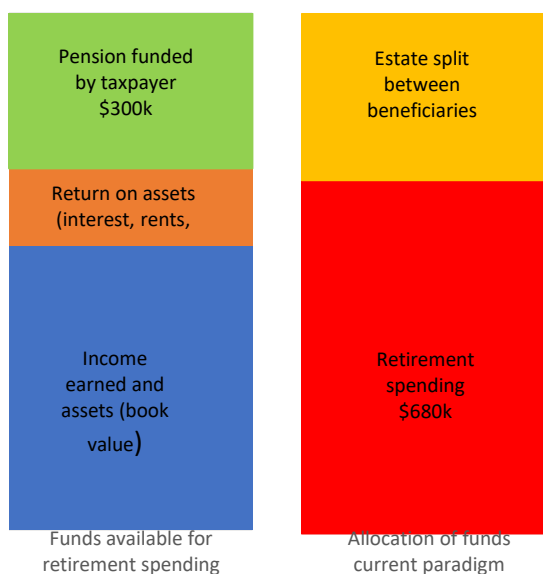 Pension funded
by taxpayer
$300k
Return on assets
(interest, rents,
Income
earned and
assets (book
value)
Funds available for
retirement spending
Estate split
between
beneficiaries
Retirement
spending
$680k
Allocation of funds
current paradigm